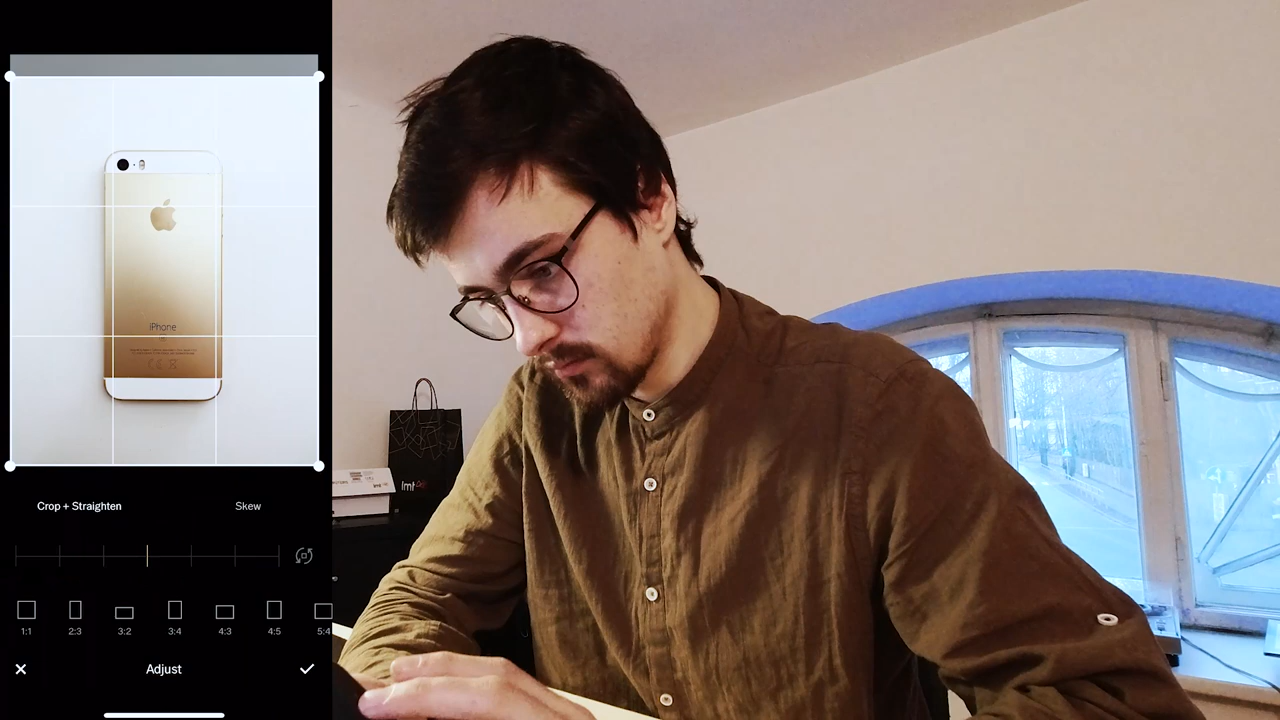 iPhone
Crop + Straighten
Skew
1:1
2:3
3:2
3:4
4:3
4:5
5:4
Adjust
lmt